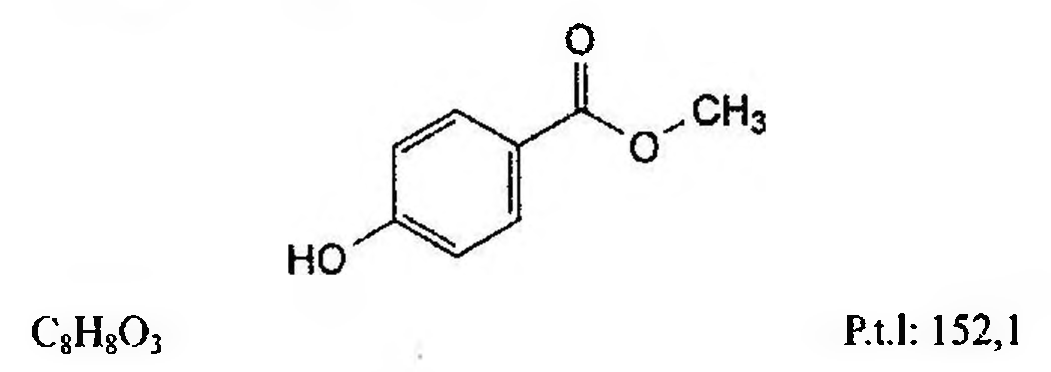 O
CH₃
O
HO
C₈H₈O₃ P.t.l: 152,1